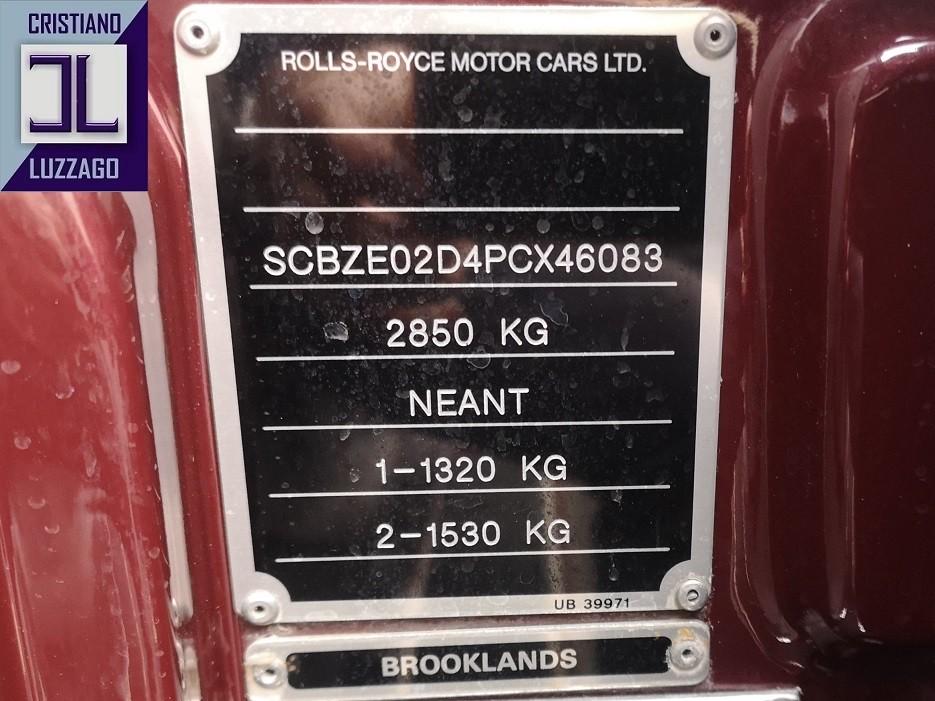 CRISTIANO
LUZZAGO
ROLLS-ROYCE MOTOR CARS LTD.
SCBZE02D4PCX46083
2850 KG
NEANT
1-1320 KG
2-1530 KG
UB 39971
BROOKLANDS